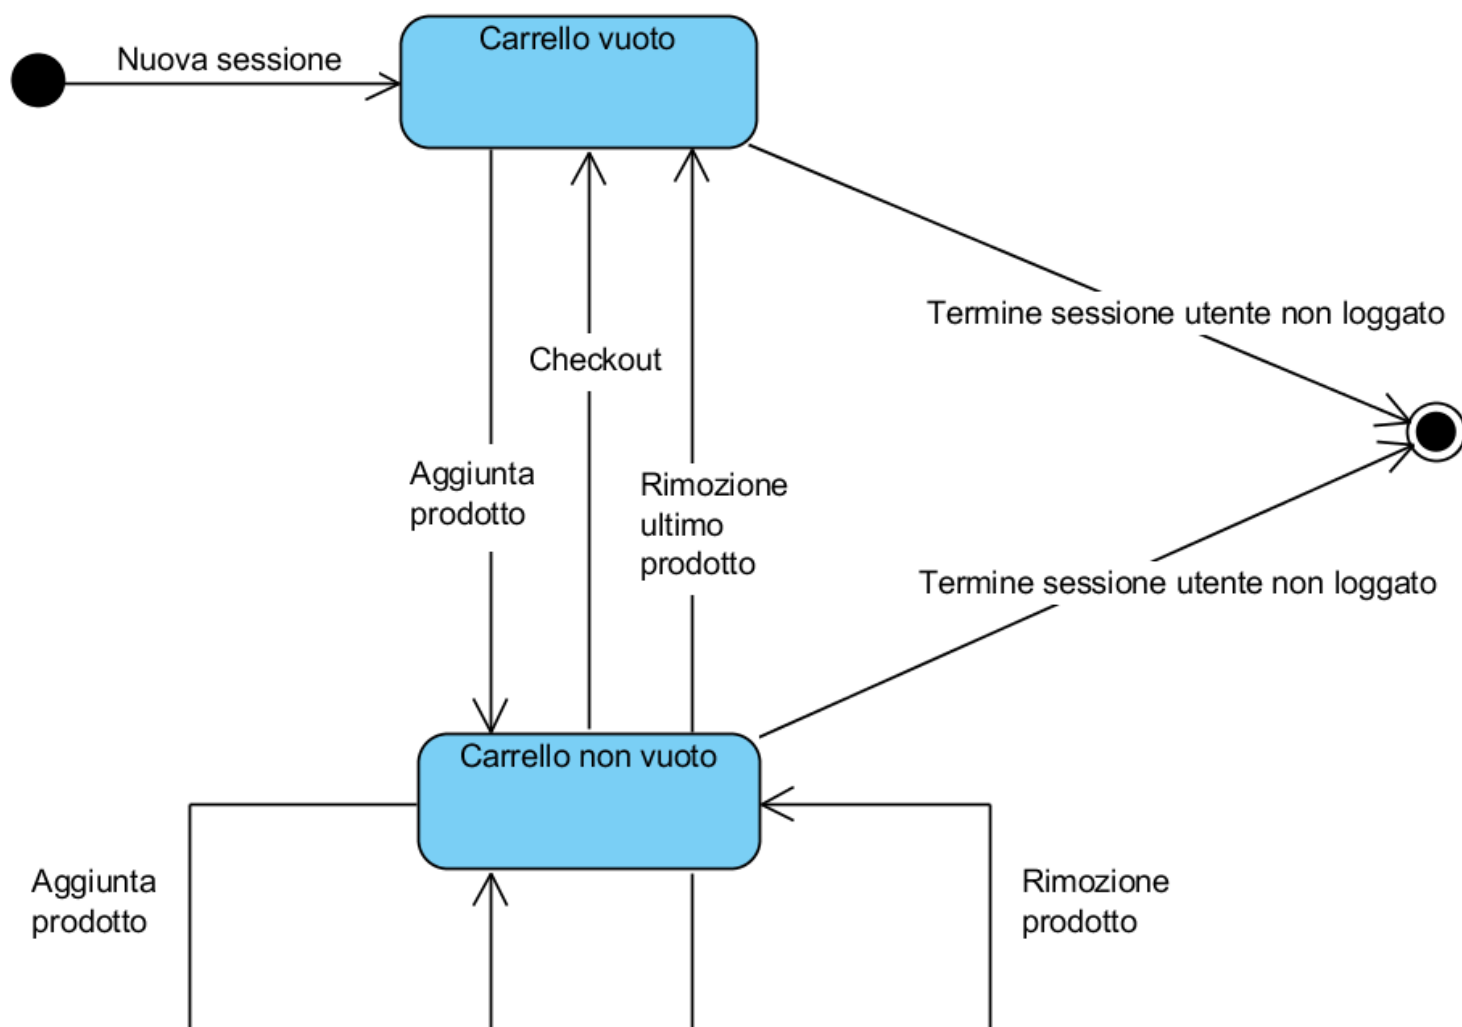 Carrello vuoto
Nuova sessione
Termine sessione utente non loggato
Checkout
Aggiunta
prodotto
Rimozione
ultimo
prodotto
Termine sessione utente non loggato
Carrello non vuoto
Aggiunta
prodotto
Rimozione
prodotto